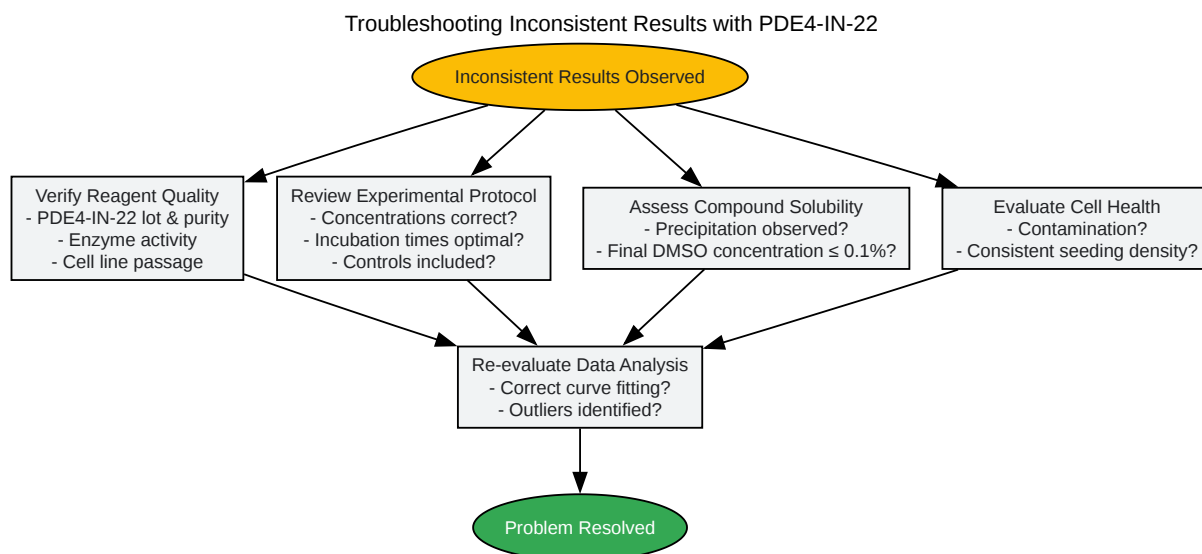 Troubleshooting Inconsistent Results with PDE4-IN-22
Inconsistent Results Observed
Verify Reagent Quality
- PDE4-IN-22 lot & purity
- Enzyme activity
- Cell line passage
Review Experimental Protocol
- Concentrations correct?
- Incubation times optimal?
- Controls included?
Assess Compound Solubility
- Precipitation observed?
- Final DMSO concentration ≤ 0.1%?
Evaluate Cell Health
- Contamination?
- Consistent seeding density?
Re-evaluate Data Analysis
- Correct curve fitting?
- Outliers identified?
Problem Resolved